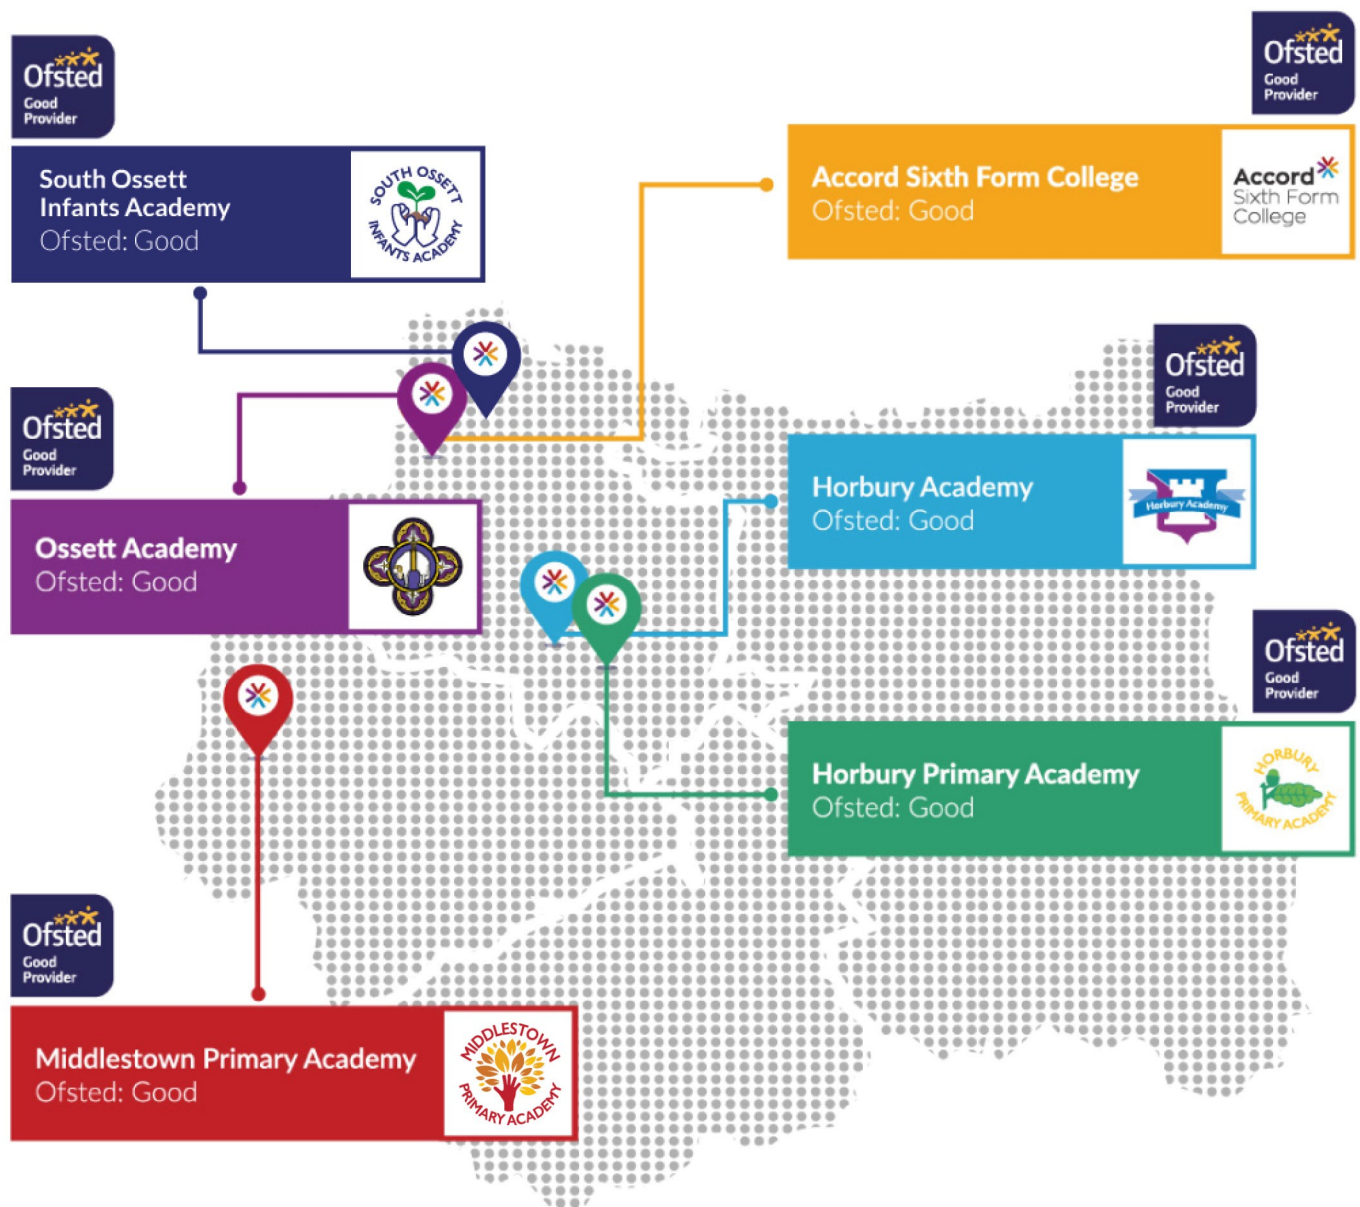 Ofsted
Good
Provider
South Ossett
Infants Academy
Ofsted: Good
SOUTH OSSETT
INFANTS ACADEMY
Ofsted
Good
Provider
Accord Sixth Form College
Ofsted: Good
Accord
Sixth Form
College
Ofsted
Good
Provider
Ossett Academy
Ofsted: Good
Ofsted
Good
Provider
Horbury Academy
Ofsted: Good
Horbury Academy
Ofsted
Good
Provider
Horbury Primary Academy
Ofsted: Good
HORBURY
PRIMARY ACADEMY
Ofsted
Good
Provider
Middlestown Primary Academy
Ofsted: Good
MIDDLESTOWN
PRIMARY ACADEMY